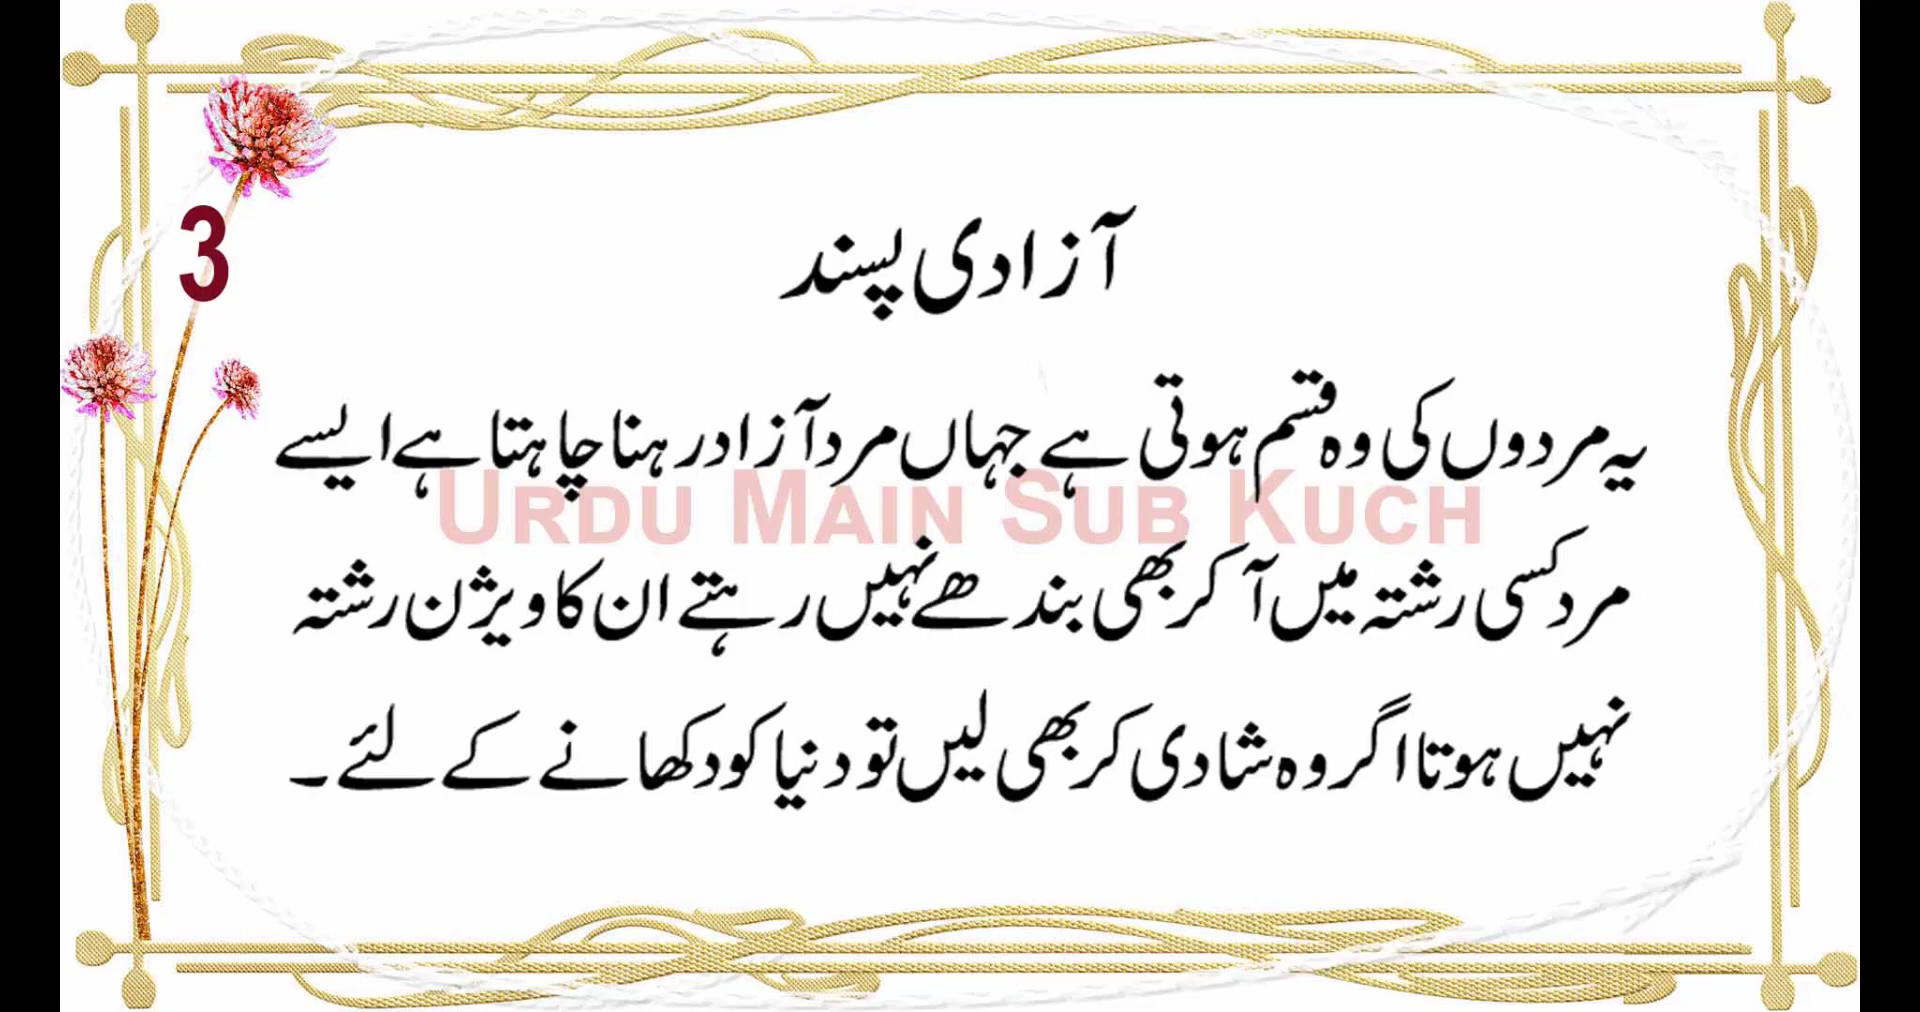 3
آزادی پسند
یہ مردوں کی وہ قسم ہوتی ہے جہاں مرد آزاد رہنا چاہتا ہے ایسے
مرد کسی رشتہ میں آ کر بھی بندھے نہیں رہتے ان کا ویژن رشتہ
نہیں ہوتا اگر وہ شادی کر بھی لیں تو دنیا کو دکھانے کے لئے ۔
URDU MAIN SUB KUCH